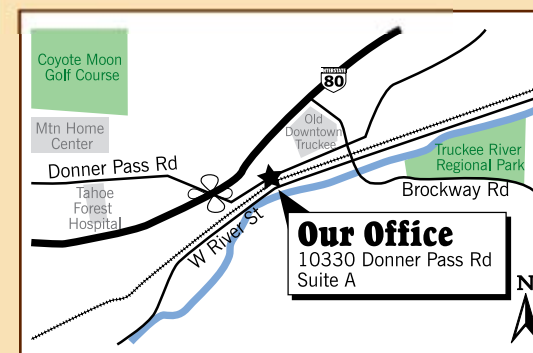 Coyote Moon
Golf Course
INTERSTATE
80
Mtn Home
Center
Old
Downtown
Truckee
Truckee River
Regional Park
Donner Pass Rd
Tahoe
Forest
Hospital
Brockway Rd
W River St
Our Office
10330 Donner Pass Rd
Suite A
N